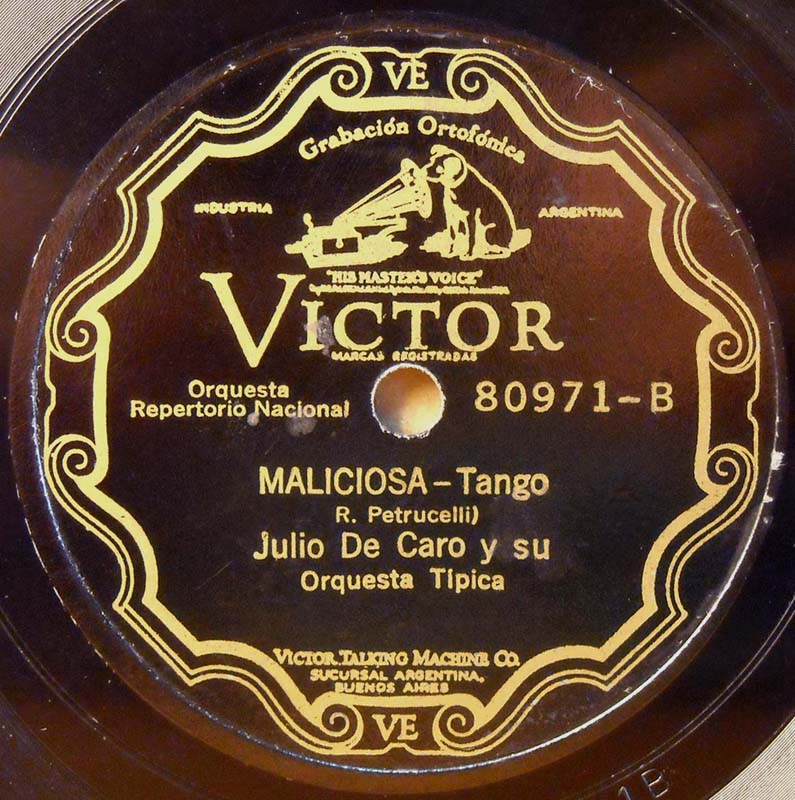 VE
Grabación Ortofónica
INDUSTRIA
ARGENTINA
"HIS MASTER'S VOICE"
VICTOR
MARCAS REGISTRADAS
Orquesta
Repertorio Nacional
80971-B
MALICIOSA – Tango
R. Petrucelli)
Julio De Caro y su
Orquesta Típica
VICTOR TALKING MACHINE CO.
SUCURSAL ARGENTINA,
BUENOS AIRES
VE
1B